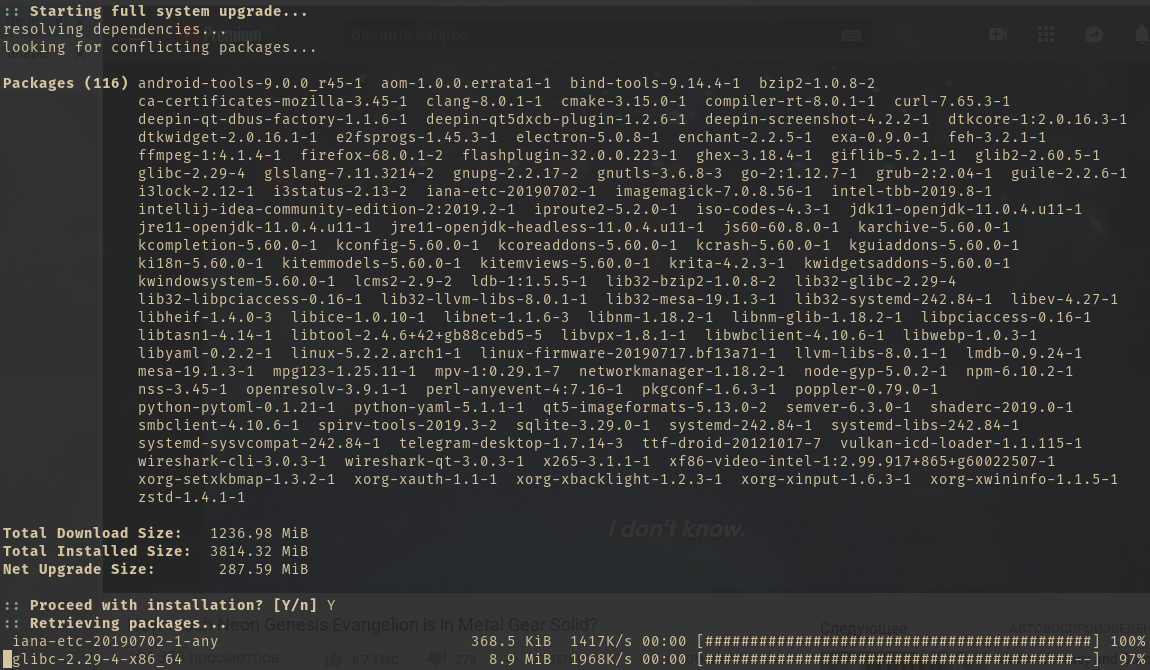 :: Starting full system upgrade...
resolving dependencies...
looking for conflicting packages...
Premium
Введите запрос
Packages (116) android-tools-9.0.0_r45-1 aom-1.0.0.errata1-1 bind-tools-9.14.4-1 bzip2-1.0.8-2
ca-certificates-mozilla-3.45-1 clang-8.0.1-1 cmake-3.15.0-1 compiler-rt-8.0.1-1 curl-7.65.3-1
deepin-qt-dbus-factory-1.1.6-1 deepin-qt5dxcb-plugin-1.2.6-1 deepin-screenshot-4.2.2-1 dtkcore-1:2.0.16.3-1
dtkwidget-2.0.16.1-1 e2fsprogs-1.45.3-1 electron-5.0.8-1 enchant-2.2.5-1 exa-0.9.0-1 feh-3.2.1-1
ffmpeg-1:4.1.4-1 firefox-68.0.1-2 flashplugin-32.0.0.223-1 ghex-3.18.4-1 giflib-5.2.1-1 glib2-2.60.5-1
glibc-2.29-4 glslang-7.11.3214-2 gnupg-2.2.17-2 gnutls-3.6.8-3 go-2:1.12.7-1 grub-2:2.04-1 guile-2.2.6-1
i3lock-2.12-1 i3status-2.13-2 iana-etc-20190702-1 imagemagick-7.0.8.56-1 intel-tbb-2019.8-1
intellij-idea-community-edition-2:2019.2-1 iproute2-5.2.0-1 iso-codes-4.3-1 jdk11-openjdk-11.0.4.u11-1
jre11-openjdk-11.0.4.u11-1 jre11-openjdk-headless-11.0.4.u11-1 js60-60.8.0-1 karchive-5.60.0-1
kcompletion-5.60.0-1 kconfig-5.60.0-1 kcoreaddons-5.60.0-1 kcrash-5.60.0-1 kguiaddons-5.60.0-1
ki18n-5.60.0-1 kitemmodels-5.60.0-1 kitemviews-5.60.0-1 krita-4.2.3-1 kwidgetsaddons-5.60.0-1
kwindowsystem-5.60.0-1 lcms2-2.9-2 ldb-1:1.5.5-1 lib32-bzip2-1.0.8-2 lib32-glibc-2.29-4
lib32-libpciaccess-0.16-1 lib32-llvm-libs-8.0.1-1 lib32-mesa-19.1.3-1 lib32-systemd-242.84-1 libev-4.27-1
libheif-1.4.0-3 libice-1.0.10-1 libnet-1:1.1.6-3 libnm-1.18.2-1 libnm-glib-1.18.2-1 libpciaccess-0.16-1
libtasn1-4.14-1 libtool-2.4.6+42+gb88cebd5-5 libvpx-1.8.1-1 libwbclient-4.10.6-1 libwebp-1.0.3-1
libyaml-0.2.2-1 linux-5.2.2.arch1-1 linux-firmware-20190717.bf13a71-1 llvm-libs-8.0.1-1 lmdb-0.9.24-1
mesa-19.1.3-1 mpg123-1.25.11-1 mpv-1:0.29.1-7 networkmanager-1.18.2-1 node-gyp-5.0.2-1 npm-6.10.2-1
nss-3.45-1 openresolv-3.9.1-1 perl-anyevent-4:7.16-1 pkgconf-1.6.3-1 poppler-0.79.0-1
python-pytoml-0.1.21-1 python-yaml-5.1.1-1 qt5-imageformats-5.13.0-2 semver-6.3.0-1 shaderc-2019.0-1
smbclient-4.10.6-1 spirv-tools-2019.3-2 sqlite-3.29.0-1 systemd-242.84-1 systemd-libs-242.84-1
systemd-sysvcompat-242.84-1 telegram-desktop-1.7.14-3 ttf-droid-20121017-7 vulkan-icd-loader-1.1.115-1
wireshark-cli-3.0.3-1 wireshark-qt-3.0.3-1 x265-3.1.1-1 xf86-video-intel-1:2.99.917+865+g60022507-1
xorg-setxkbmap-1.3.2-1 xorg-xauth-1.1-1 xorg-xbacklight-1.2.3-1 xorg-xinput-1.6.3-1 xorg-xwininfo-1.1.5-1
zstd-1.4.1-1
I don't know.
Total Download Size: 1236.98 MiB
Total Installed Size: 3814.32 MiB
Net Upgrade Size: 287.59 MiB
:: Proceed with installation? [Y/n] Y
:: Retrieving packages...
Neon Genesis Evangelion is in Metal Gear Solid?
Следующее
iana-etc-20190702-1-any 368.5 KiB 1417K/s 00:00 [###########################################] 100%
glibc-2.29-4-x86_64 8.9 MiB 1968K/s 00:00 [#########################################--] 97%